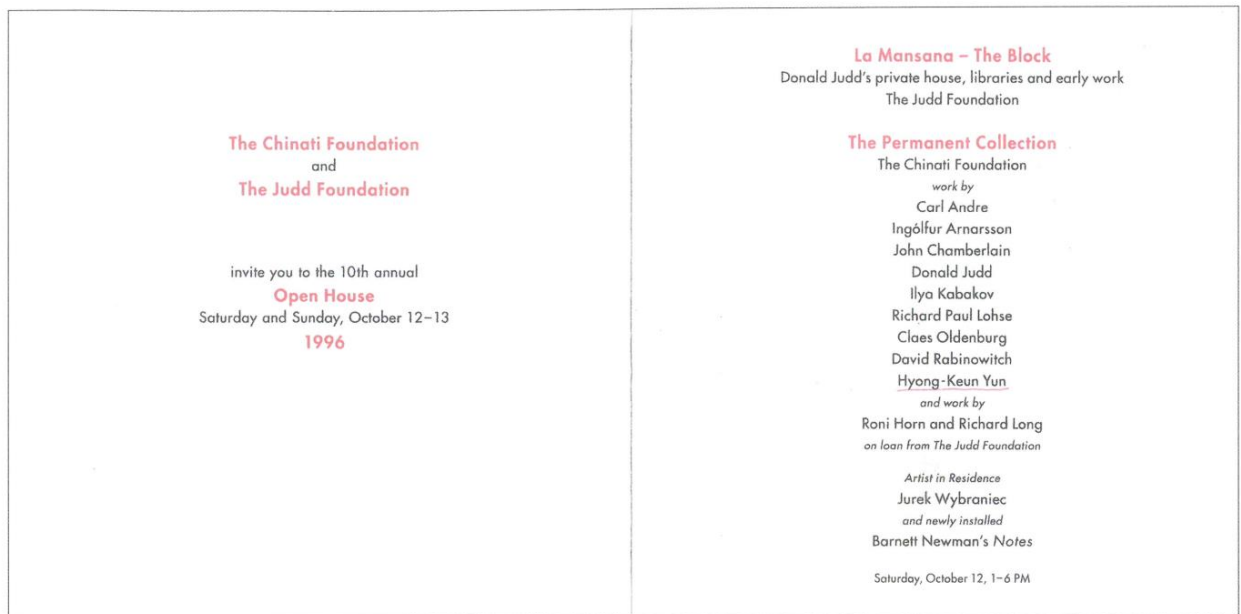 The Chinati Foundation
and
The Judd Foundation
invite you to the 10th annual
Open House
Saturday and Sunday, October 12–13
1996
La Mansana – The Block
Donald Judd's private house, libraries and early work
The Judd Foundation
The Permanent Collection
The Chinati Foundation
work by
Carl Andre
Ingólfur Arnarsson
John Chamberlain
Donald Judd
Ilya Kabakov
Richard Paul Lohse
Claes Oldenburg
David Rabinowitch
Hyong-Keun Yun
and work by
Roni Horn and Richard Long
on loan from The Judd Foundation
Artist in Residence
Jurek Wybraniec
and newly installed
Barnett Newman's Notes
Saturday, October 12, 1–6 PM